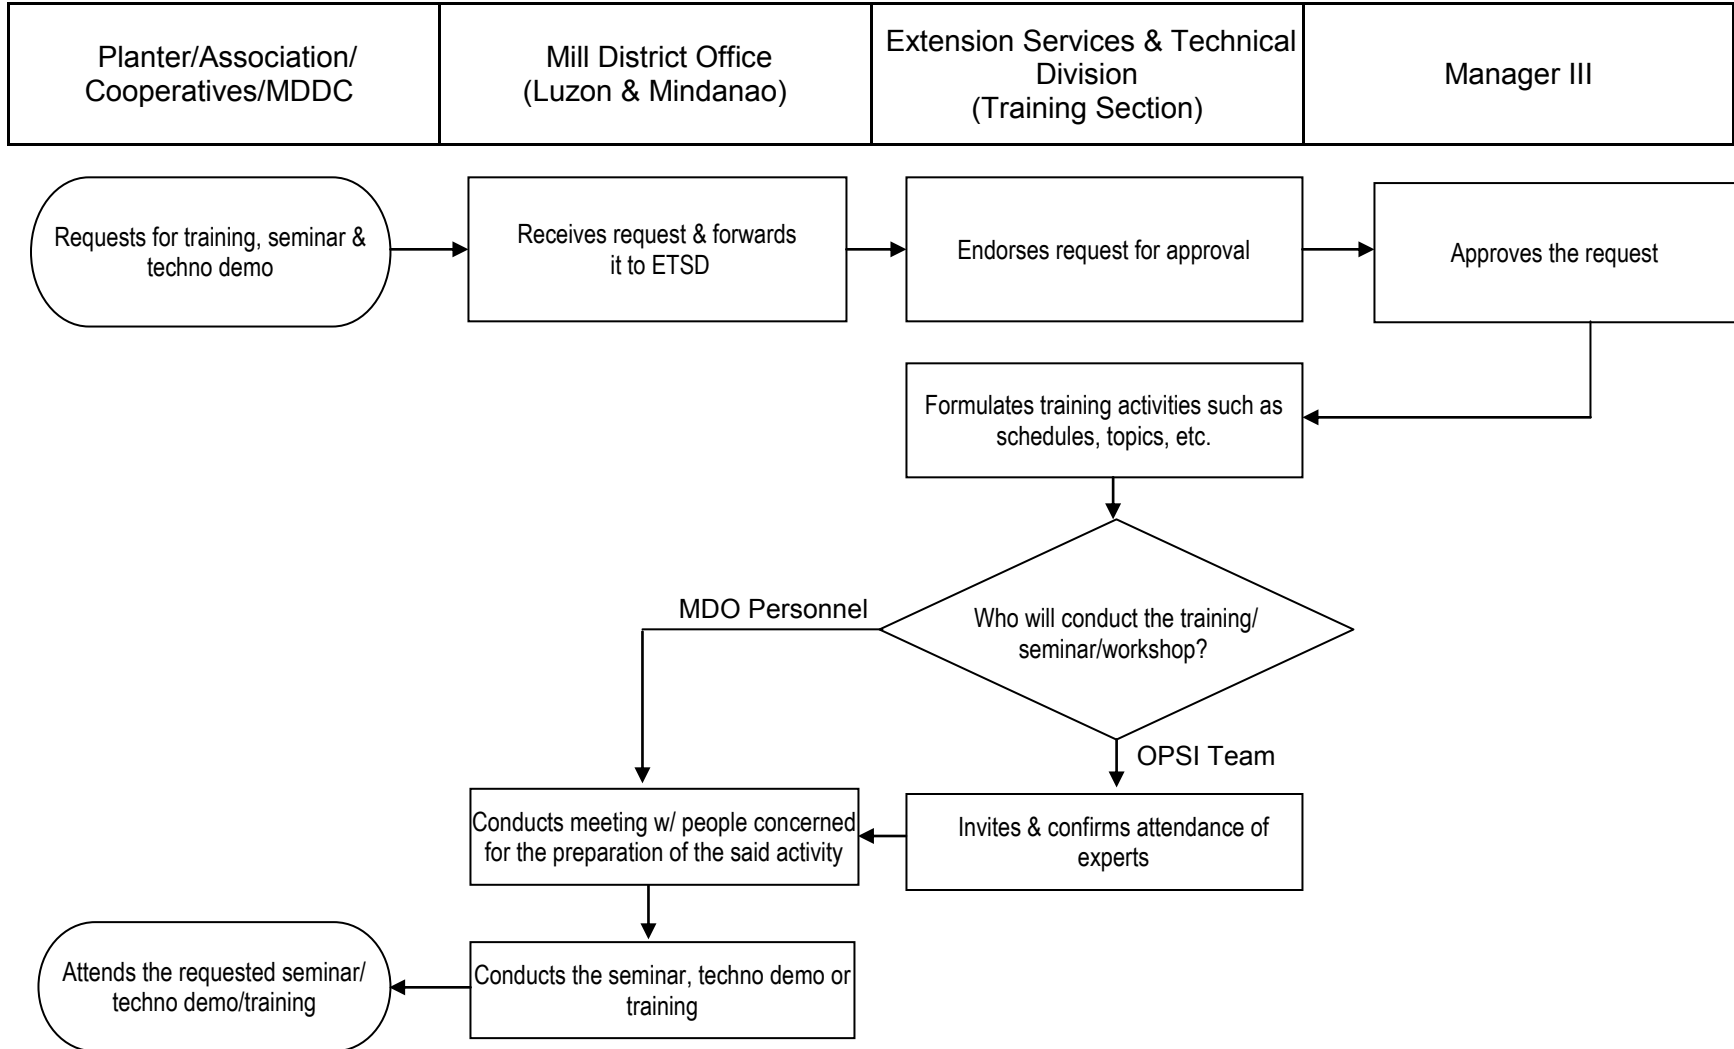 Planter/Association/
Cooperatives/MDDC
Mill District Office
(Luzon & Mindanao)
Extension Services & Technical
Division
(Training Section)
Manager III
Requests for training, seminar &
techno demo
Receives request & forwards
it to ETSD
Endorses request for approval
Approves the request
Formulates training activities such as
schedules, topics, etc.
Who will conduct the training/
seminar/workshop?
MDO Personnel
OPSI Team
Invites & confirms attendance of
experts
Conducts meeting w/ people concerned
for the preparation of the said activity
Conducts the seminar, techno demo or
training
Attends the requested seminar/
techno demo/training